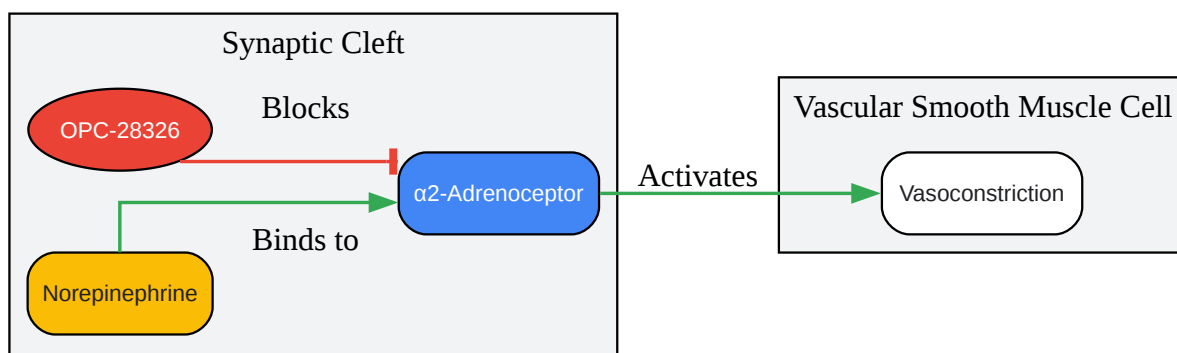 Synaptic Cleft
Blocks
OPC-28326
α2-Adrenoceptor
Binds to
Norepinephrine
Activates
Vascular Smooth Muscle Cell
Vasoconstriction